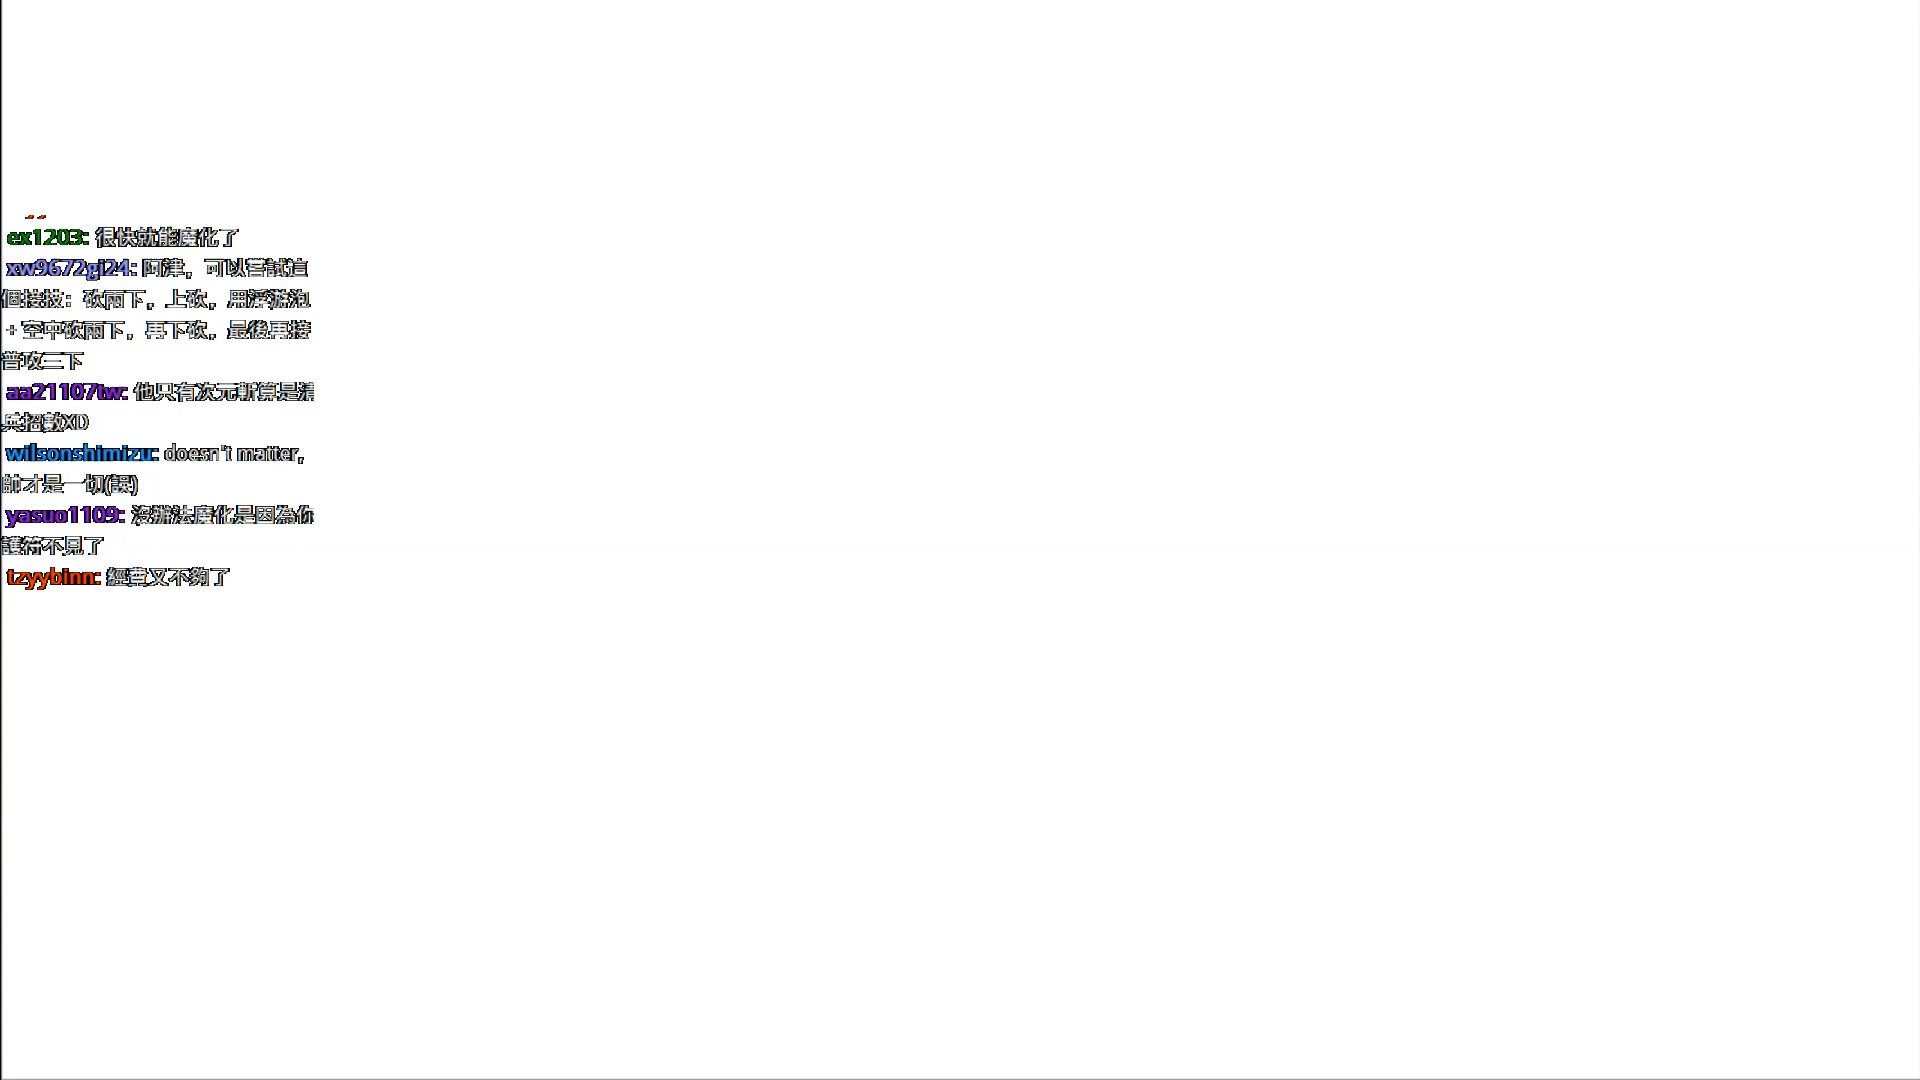 ex1203: 很快就能魔化了
xw9672gi24: 阿津，可以嘗試這
個接技：砍兩下，上砍，用浮游泡
+空中砍兩下，再下砍，最後再接
普攻三下
aa21107tw: 他只有次元斬算是清
兵招數XD
wilsonshimizu: doesn't matter,
帥才是一切(誤)
yasuo1109: 沒辦法魔化是因為你
護符不見了
tzyybinn: 經費又不夠了